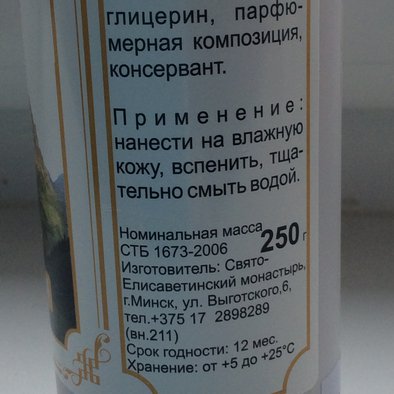 глицерин, парфю-
мерная композиция,
консервант.
Применение:
нанести на влажную
кожу, вспенить, тща-
тельно смыть водой.
Номинальная масса 250 г
СТБ 1673-2006
Изготовитель: Свято-
Елисаветинский монастырь,
г.Минск, ул. Выготского,6,
тел.+375 17 2898289
(вн.211)
Срок годности: 12 мес.
Хранение: от +5 до +25°С